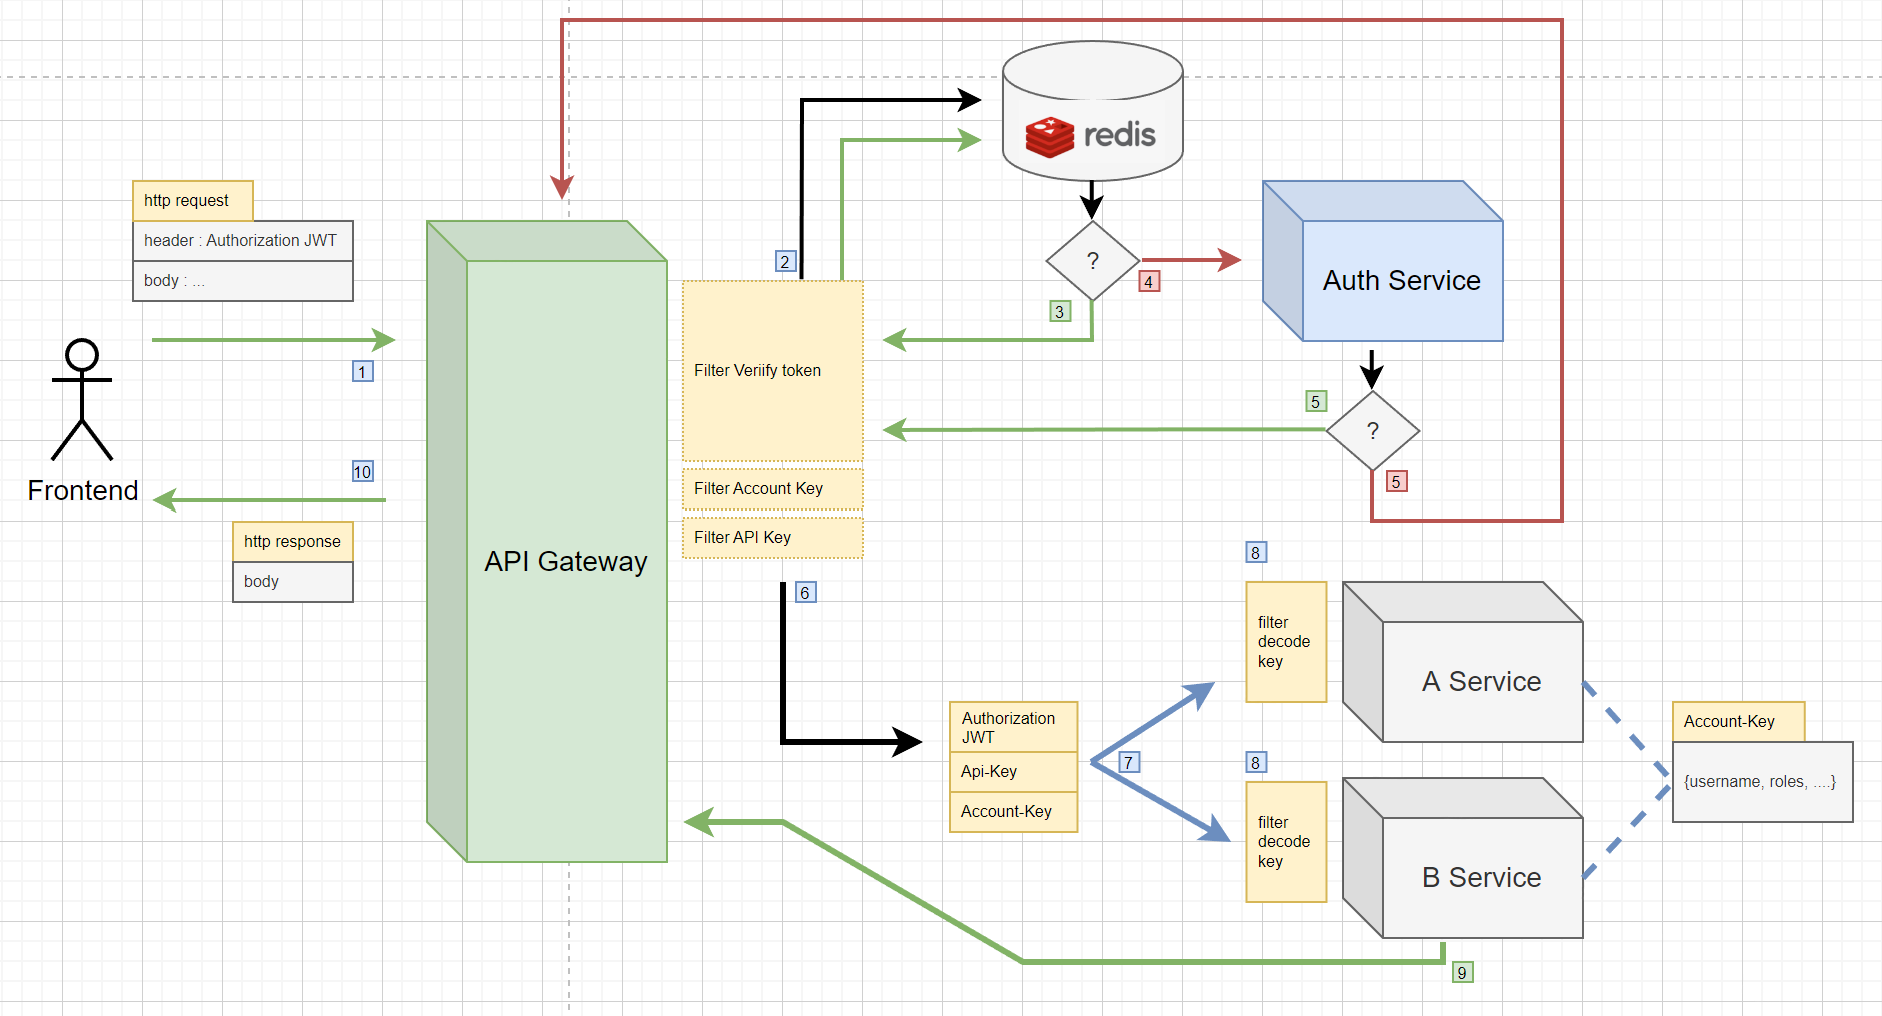 http request
header : Authorization JWT
body : ...
1
Frontend
10
http response
body
API Gateway
2
Filter Veriify token
Filter Account Key
Filter API Key
redis
?
4
3
Auth Service
5
?
5
6
Authorization
JWT
Api-Key
Account-Key
7
8
filter
decode
key
A Service
8
filter
decode
key
B Service
Account-Key
{username, roles, ....}
9